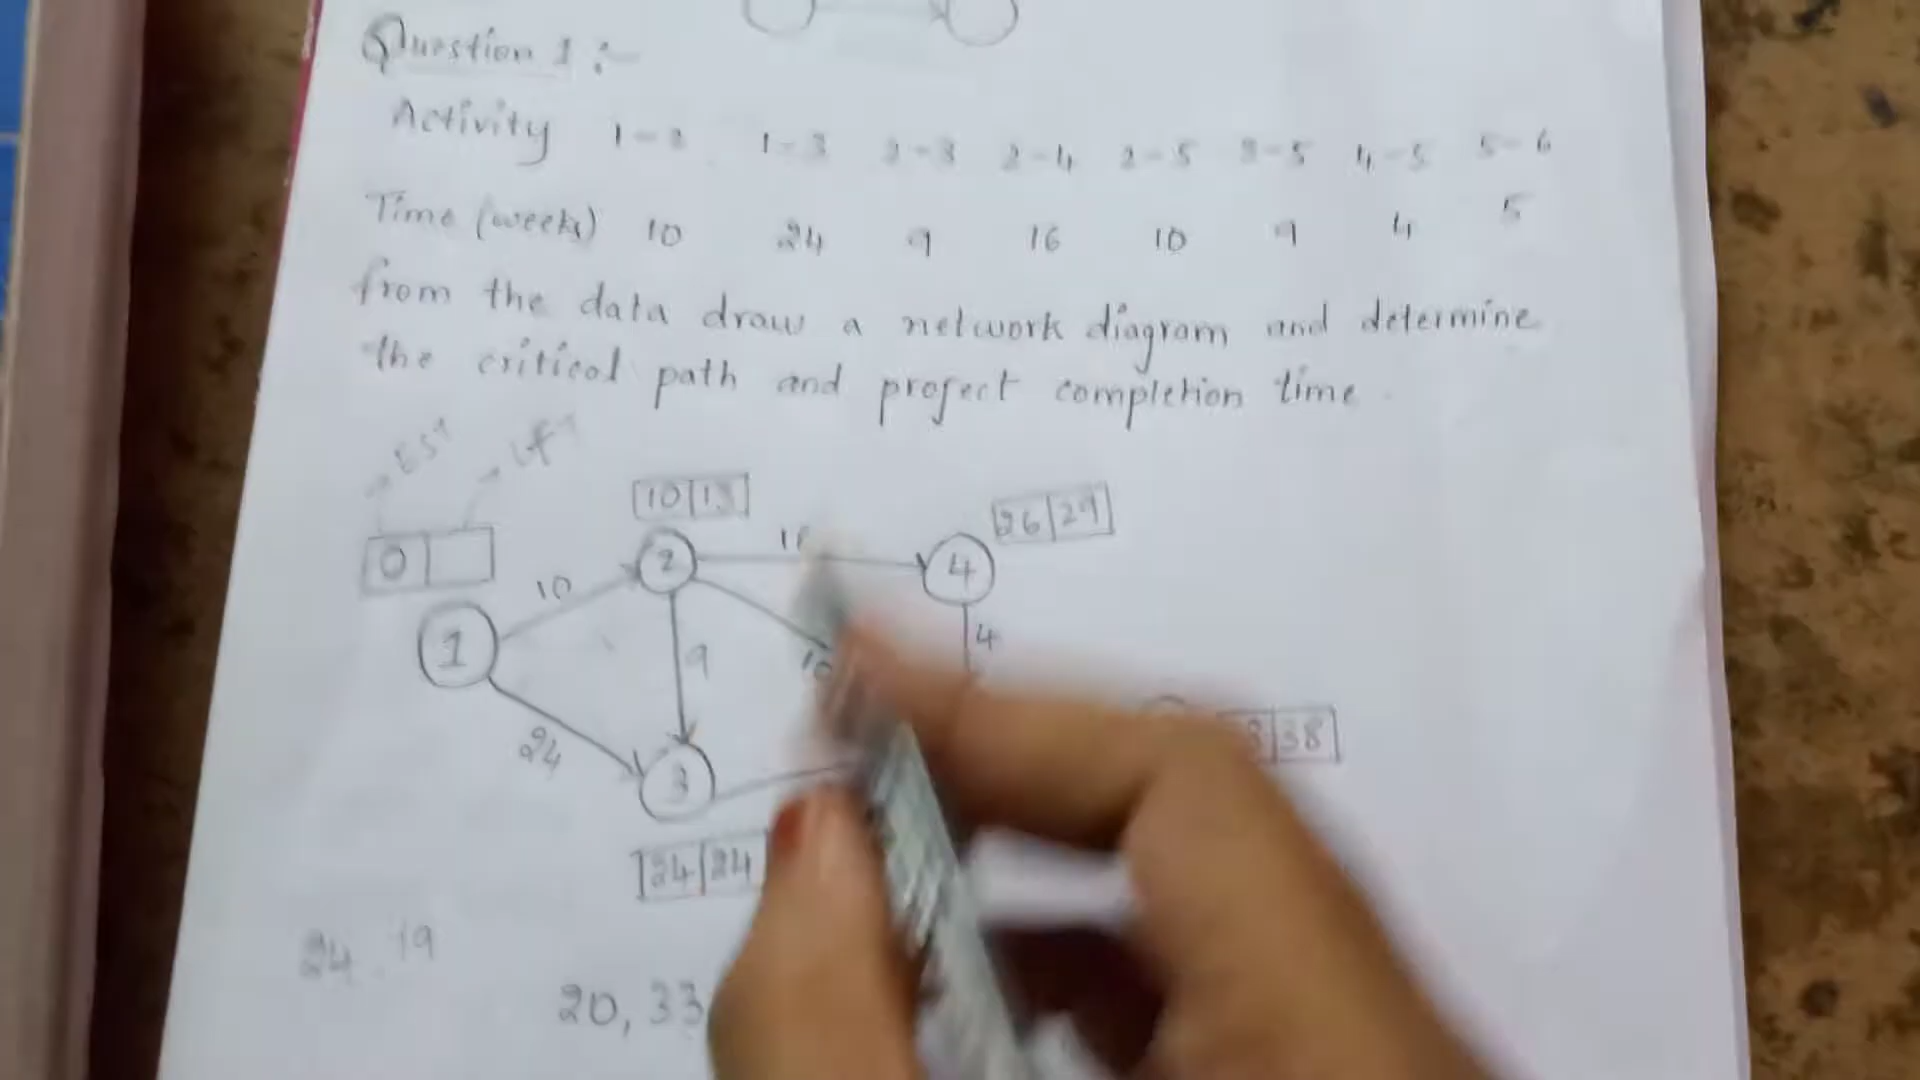 Question 1 :-
Activity 1-2 1-3 2-3 2-4 2-5 3-5 4-5 5-6
Time (weeks) 10 24 9 16 10 9 4 5
from the data draw a network diagram and determine
the critical path and project completion time.
EST LFT
10 13
26 29
0
10
2
4
1
9
10
4
24
3
38
24 24
24, 19
20, 33